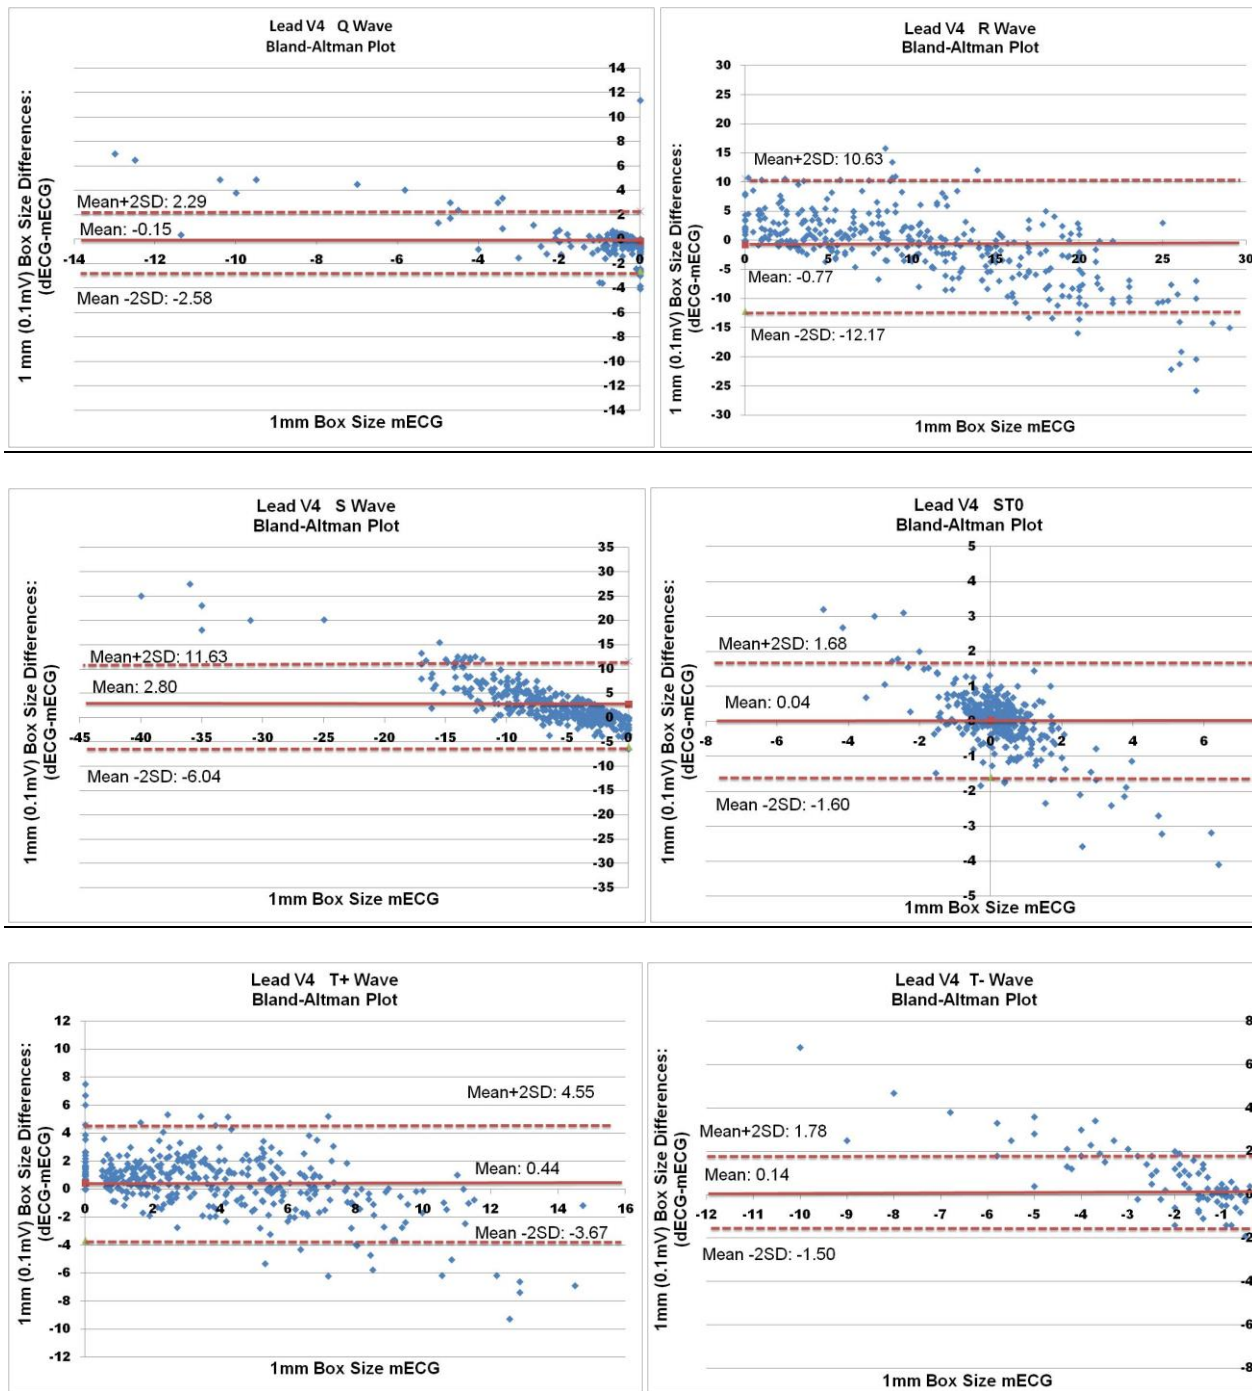 Lead V4 Q Wave
Bland-Altman Plot
1 mm (0.1mV) Box Size Differences:
(dECG-mECG)
14
12
10
8
6
4
2
0
-2
-4
-6
-8
-10
-12
-14
-14 -12 -10 -8 -6 -4 -2 0
Mean+2SD: 2.29
Mean: -0.15
Mean -2SD: -2.58
1mm Box Size mECG
Lead V4 R Wave
Bland-Altman Plot
1 mm (0.1mV) Box Size Differences:
(dECG-mECG)
30
25
20
15
10
5
0
-5
-10
-15
-20
-25
-30
0 5 10 15 20 25 30
Mean+2SD: 10.63
Mean: -0.77
Mean -2SD: -12.17
1mm Box Size mECG
Lead V4 S Wave
Bland-Altman Plot
1mm (0.1mV) Box Size Differences:
(dECG-mECG)
35
30
25
20
15
10
5
0
-5
-10
-15
-20
-25
-30
-35
-45 -40 -35 -30 -25 -20 -15 -10 -5 0
Mean+2SD: 11.63
Mean: 2.80
Mean -2SD: -6.04
1mm Box Size mECG
Lead V4 ST0
Bland-Altman Plot
1mm (0.1mV) Box Size Differences:
(dECG-mECG)
5
4
3
2
1
0
-1
-2
-3
-4
-5
-8 -6 -4 -2 0 2 4 6
Mean+2SD: 1.68
Mean: 0.04
Mean -2SD: -1.60
1mm Box Size mECG
Lead V4 T+ Wave
Bland-Altman Plot
1mm (0.1mV) Box Size Differences:
(dECG-mECG)
12
10
8
6
4
2
0
-2
-4
-6
-8
-10
-12
0 2 4 6 8 10 12 14 16
Mean+2SD: 4.55
Mean: 0.44
Mean -2SD: -3.67
1mm Box Size mECG
Lead V4 T- Wave
Bland-Altman Plot
1mm (0.1mV) Box Size Differences:
(dECG-mECG)
8
6
4
2
0
-2
-4
-6
-8
-12 -11 -10 -9 -8 -7 -6 -5 -4 -3 -2 -1 0
Mean+2SD: 1.78
Mean: 0.14
Mean -2SD: -1.50
1mm Box Size mECG